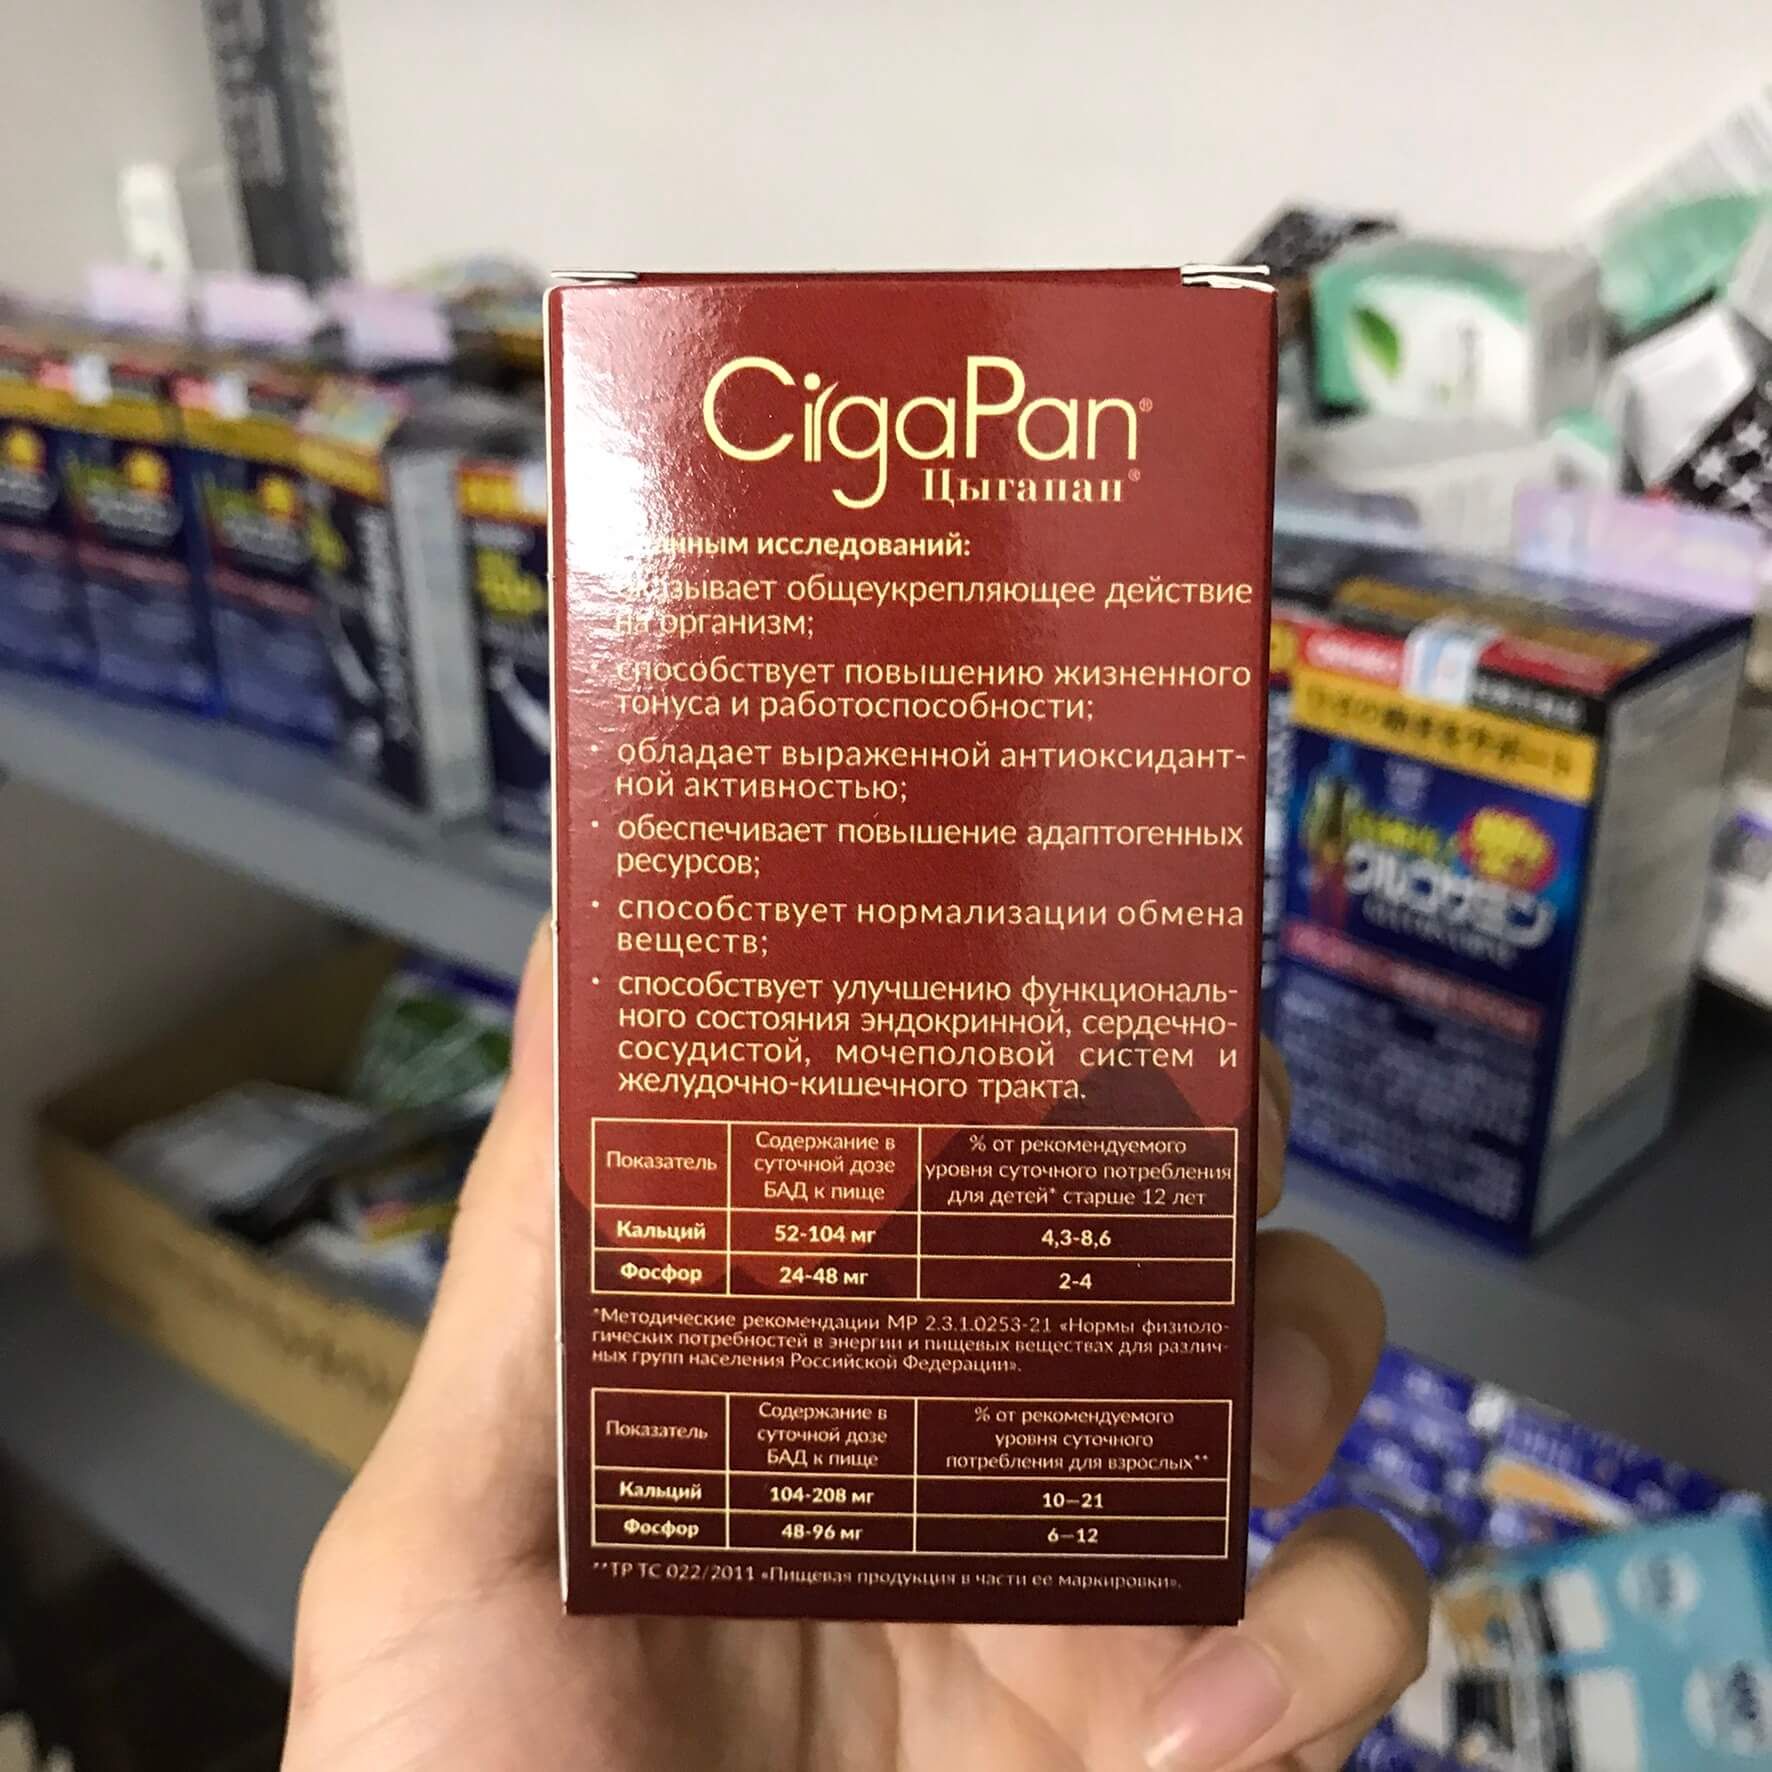 CigaPan®
Цыгапан®
исследований:
общеукрепляющее действие
на организм;
• способствует повышению жизненного
тонуса и работоспособности;
• обладает выраженной антиоксидант-
ной активностью;
• обеспечивает повышение адаптогенных
ресурсов;
• способствует нормализации обмена
веществ;
• способствует улучшению функциональ-
ного состояния эндокринной, сердечно-
сосудистой, мочеполовой систем и
желудочно-кишечного тракта.
Показатель Содержание в суточной дозе БАД к пище % от рекомендуемого уровня суточного потребления для детей* старше 12 лет
Кальций 52-104 мг 4,3-8,6
Фосфор 24-48 мг 2-4
*Методические рекомендации МР 2.3.1.0253-21 «Нормы физиоло-
гических потребностей в энергии и пищевых веществах для различ-
ных групп населения Российской Федерации».
Показатель Содержание в суточной дозе БАД к пище % от рекомендуемого уровня суточного потребления для взрослых**
Кальций 104-208 мг 10—21
Фосфор 48-96 мг 6—12
**ТР ТС 022/2011 «Пищевая продукция в части ее маркировки».
グルコサミン